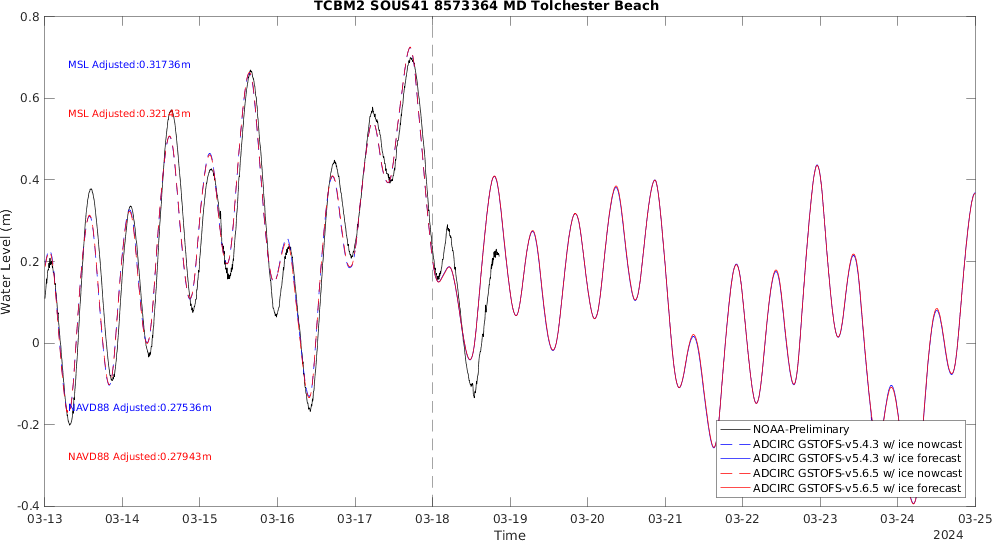 TCBM2 SOUS41 8573364 MD Tolchester Beach
Water Level (m)
0.8
0.6
0.4
0.2
0
-0.2
-0.4
MSL Adjusted:0.31736m
MSL Adjusted:0.32143m
NAVD88 Adjusted:0.27536m
NAVD88 Adjusted:0.27943m
NOAA-Preliminary
ADCIRC GSTOFS-v5.4.3 w/ ice nowcast
ADCIRC GSTOFS-v5.4.3 w/ ice forecast
ADCIRC GSTOFS-v5.6.5 w/ ice nowcast
ADCIRC GSTOFS-v5.6.5 w/ ice forecast
03-13 03-14 03-15 03-16 03-17 03-18 03-19 03-20 03-21 03-22 03-23 03-24 03-25
Time
2024